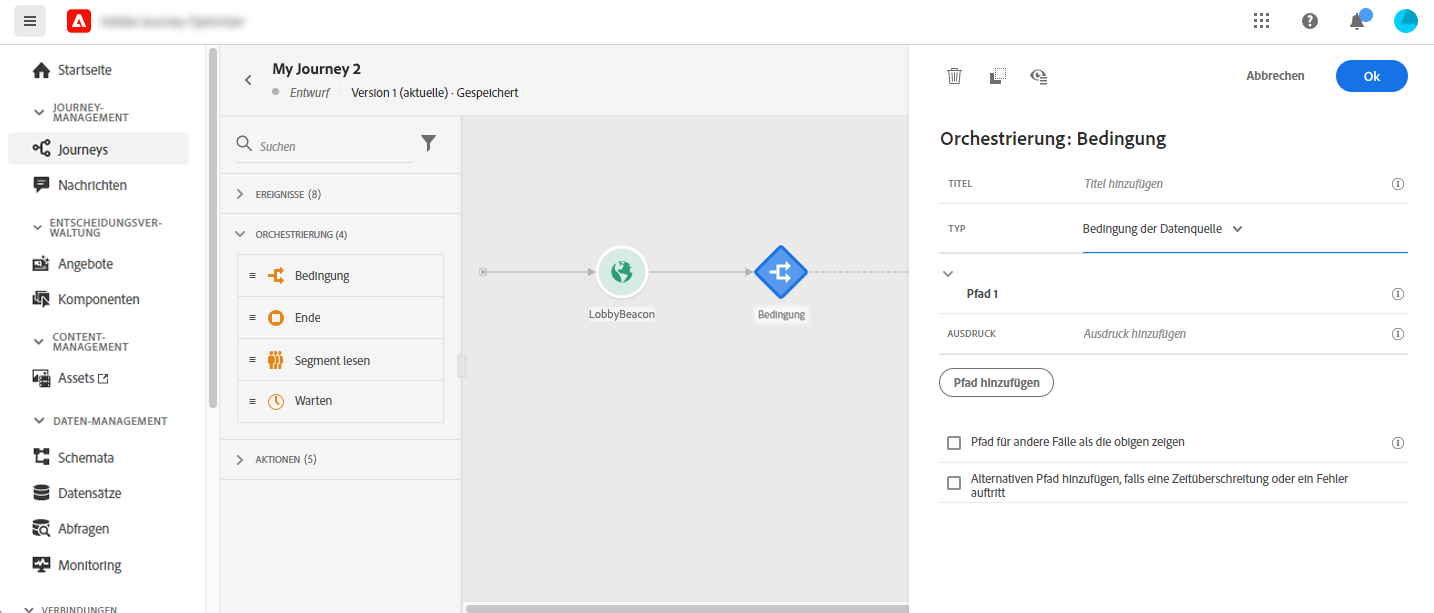 Startseite
JOURNEY-
MANAGEMENT
Journeys
Nachrichten
ENTSCHEIDUNGSVER-
WALTUNG
Angebote
Komponenten
CONTENT-
MANAGEMENT
Assets
DATEN-MANAGEMENT
Schemata
Datensätze
Abfragen
Monitoring
VERBINDUNGEN
My Journey 2
Entwurf
Version 1 (aktuelle) · Gespeichert
Suchen
EREIGNISSE (8)
ORCHESTRIERUNG (4)
Bedingung
Ende
Segment lesen
Warten
AKTIONEN (5)
LobbyBeacon
Bedingung
Abbrechen
Ok
Orchestrierung: Bedingung
TITEL
Titel hinzufügen
TYP
Bedingung der Datenquelle
Pfad 1
AUSDRUCK
Ausdruck hinzufügen
Pfad hinzufügen
Pfad für andere Fälle als die obigen zeigen
Alternativen Pfad hinzufügen, falls eine Zeitüberschreitung oder ein Fehler
auftritt